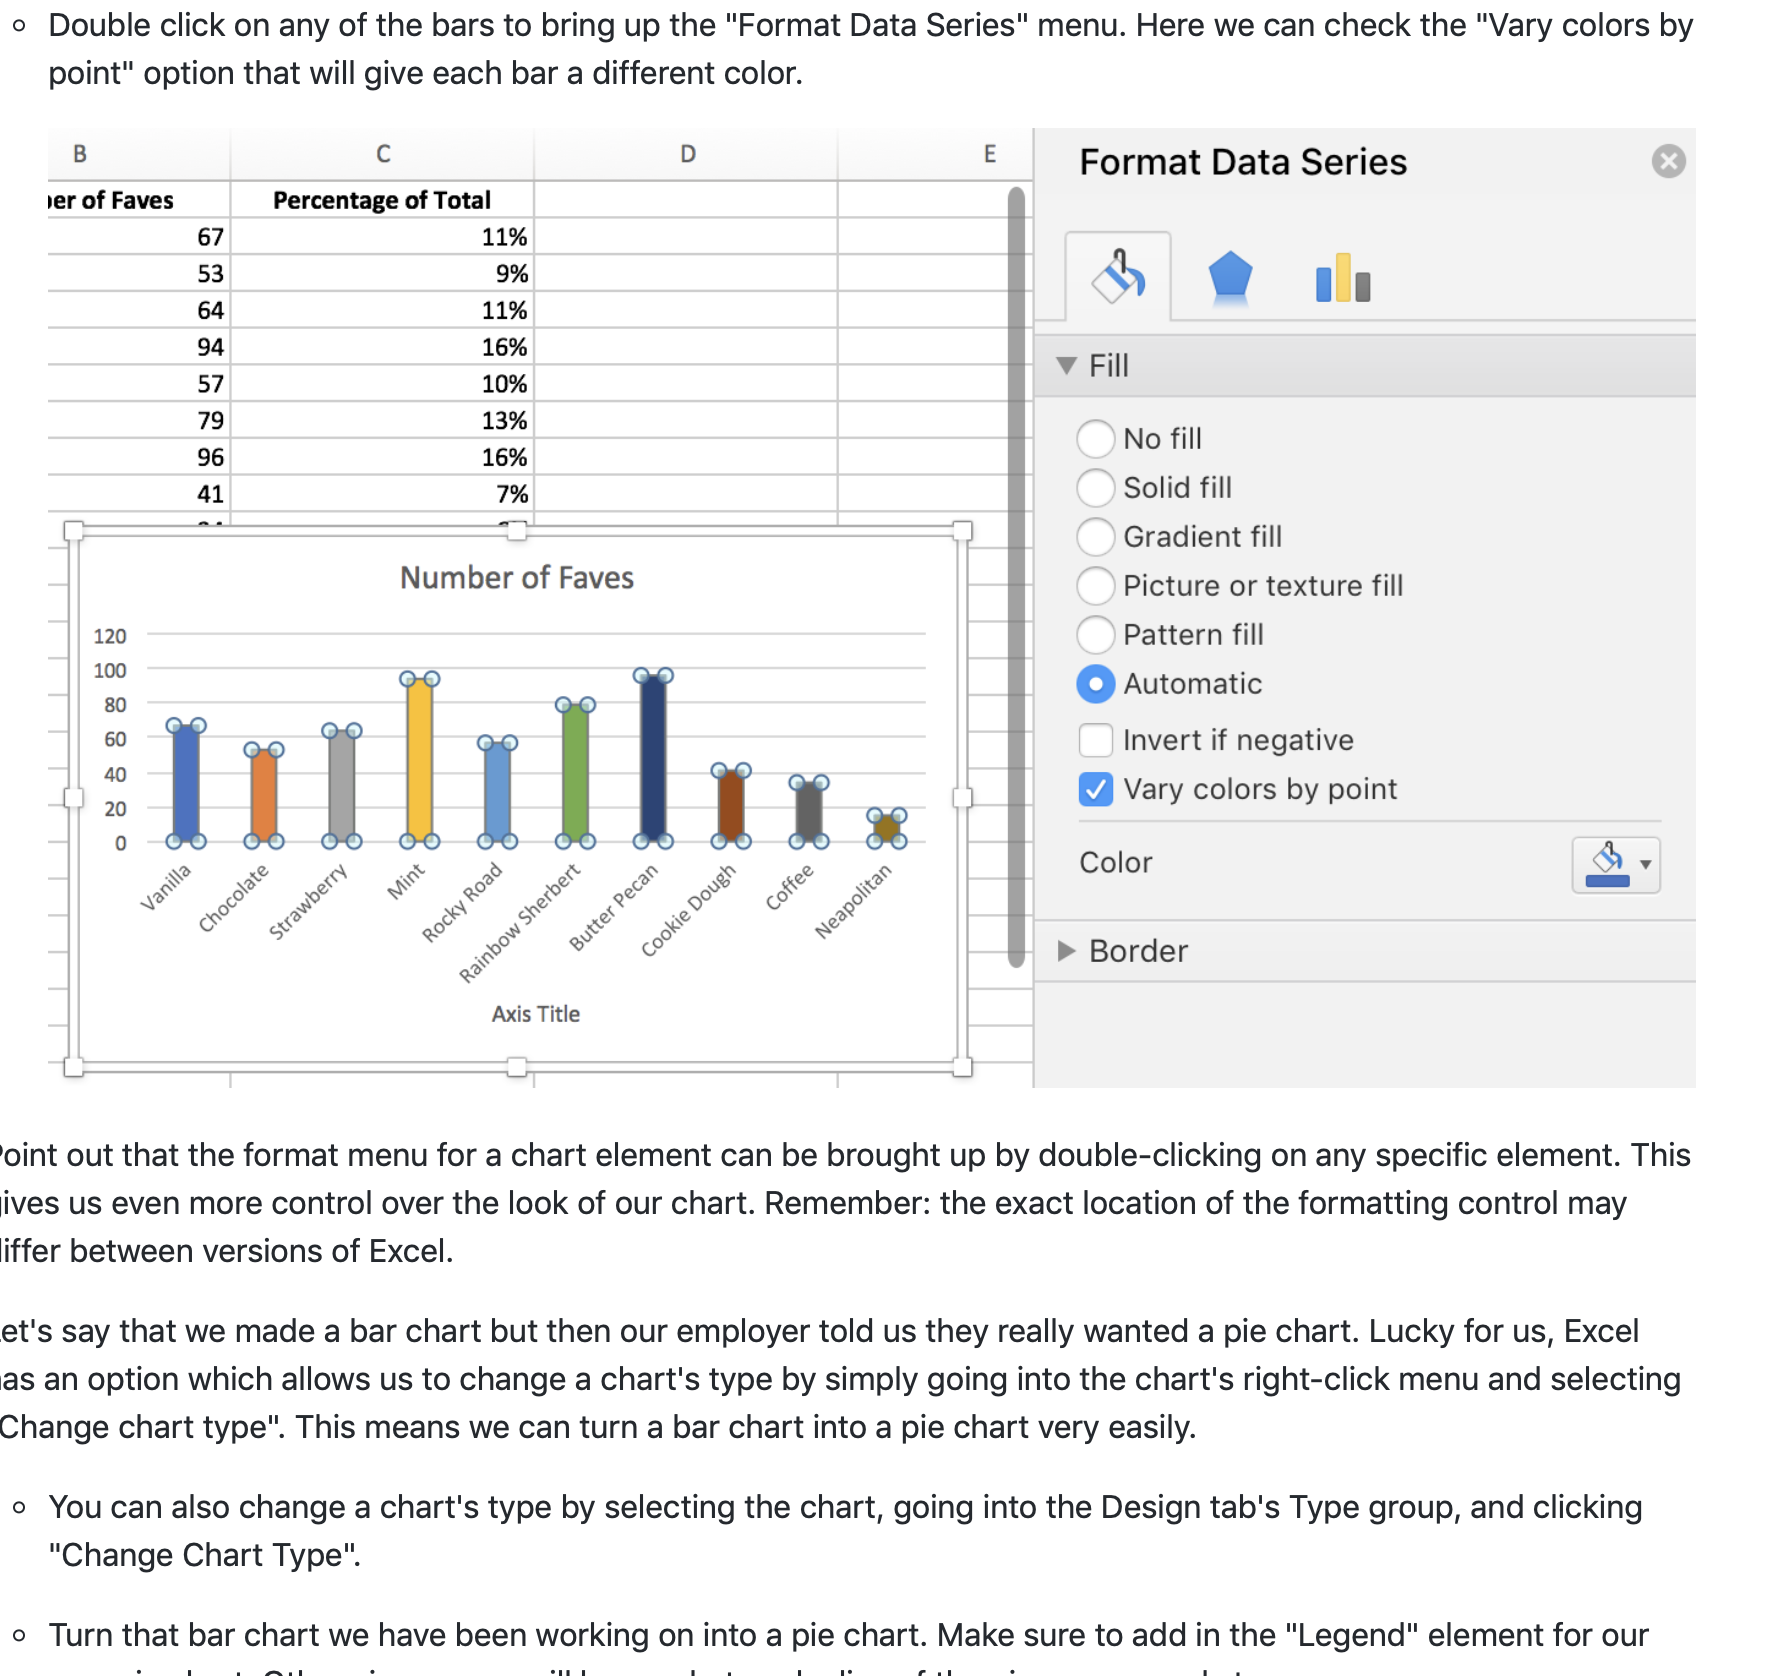 Double click on any of the bars to bring up the "Format Data Series" menu. Here we can check the "Vary colors by
point" option that will give each bar a different color.
B C D E
er of Faves Percentage of Total
67 11%
53 9%
64 11%
94 16%
57 10%
79 13%
96 16%
41 7%
Number of Faves
120
100
80
60
40
20
0
Vanilla
Chocolate
Strawberry
Mint
Rocky Road
Rainbow Sherbert
Butter Pecan
Cookie Dough
Coffee
Neapolitan
Axis Title
Format Data Series
Fill
No fill
Solid fill
Gradient fill
Picture or texture fill
Pattern fill
Automatic
Invert if negative
Vary colors by point
Color
Border
oint out that the format menu for a chart element can be brought up by double-clicking on any specific element. This
ives us even more control over the look of our chart. Remember: the exact location of the formatting control may
iffer between versions of Excel.
et's say that we made a bar chart but then our employer told us they really wanted a pie chart. Lucky for us, Excel
as an option which allows us to change a chart's type by simply going into the chart's right-click menu and selecting
Change chart type". This means we can turn a bar chart into a pie chart very easily.
You can also change a chart's type by selecting the chart, going into the Design tab's Type group, and clicking
"Change Chart Type".
Turn that bar chart we have been working on into a pie chart. Make sure to add in the "Legend" element for our